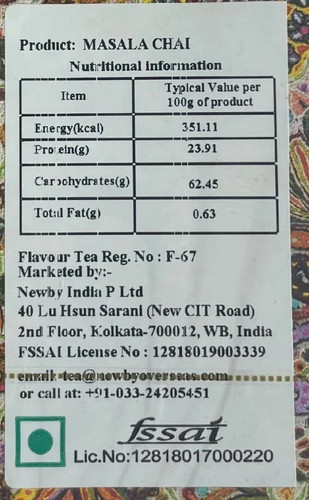 Product: MASALA CHAI
Nutritional information
Item Typical Value per 100g of product
Energy(kcal) 351.11
Protein(g) 23.91
Carbohydrates(g) 62.45
Total Fat(g) 0.63
Flavour Tea Reg. No : F-67
Marketed by:-
Newby India P Ltd
40 Lu Hsun Sarani (New CIT Road)
2nd Floor, Kolkata-700012, WB, India
FSSAI License No : 12818019003339
email: tea@newbyoverseas.com
or call at: +91-033-24205451
fssai
Lic.No:12818017000220